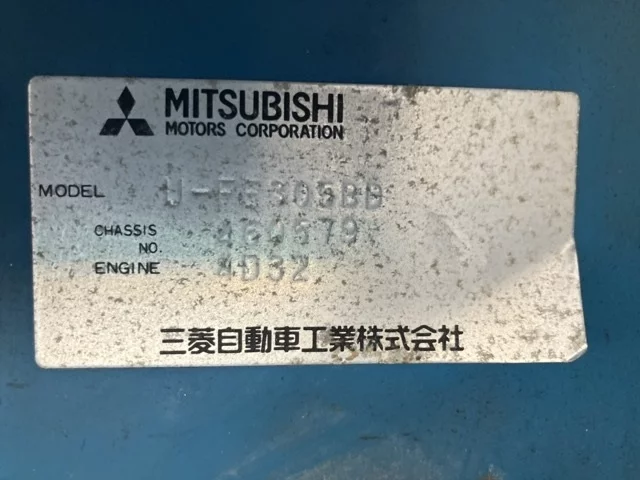 MITSUBISHI
MOTORS CORPORATION
MODEL U-FE305BD
CHASSIS NO.
ENGINE 4D32
三菱自動車工業株式会社